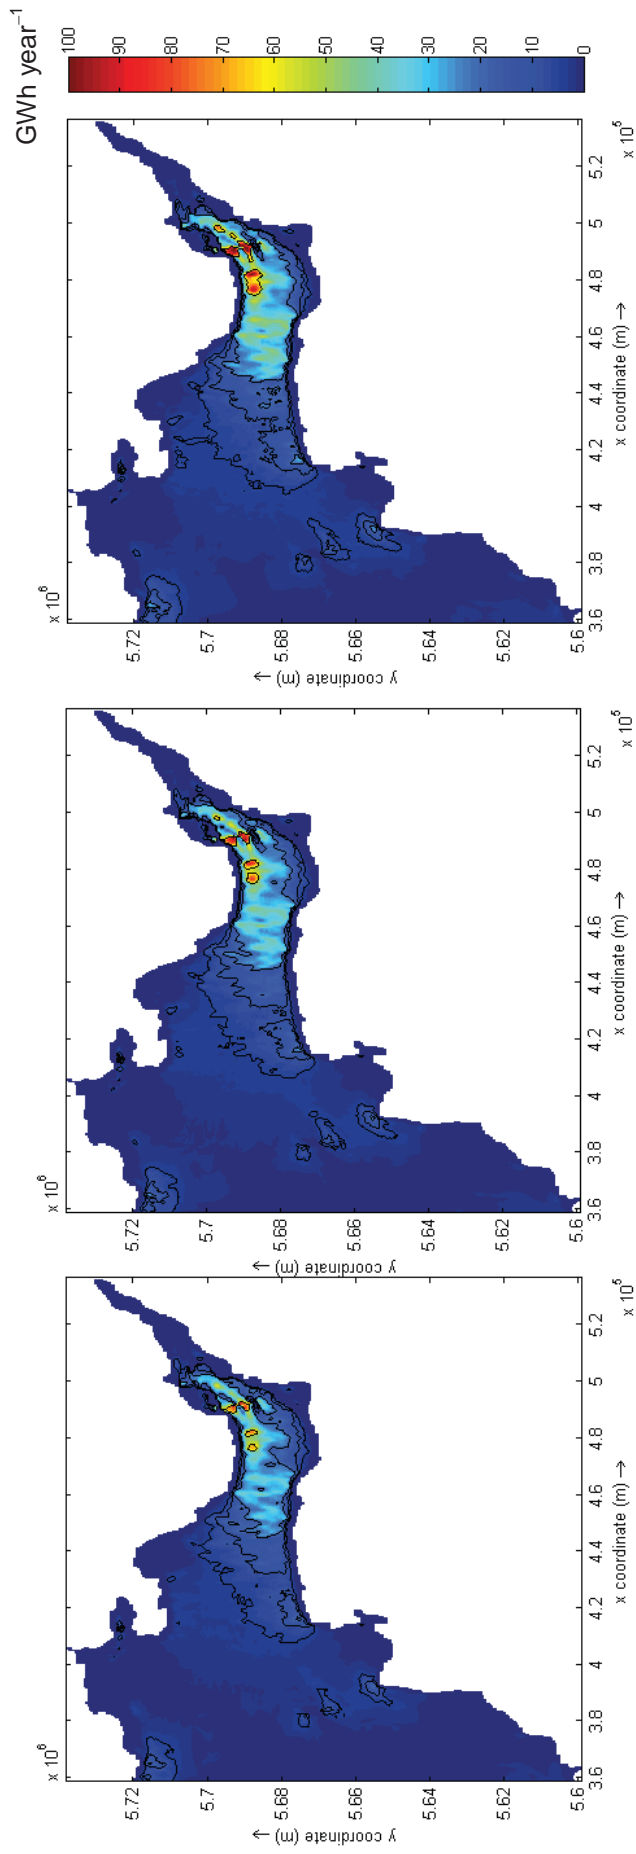 x 10⁶
5.72
5.7
5.68
5.66
5.64
5.62
5.6
y coordinate (m) →
3.6 3.8 4 4.2 4.4 4.6 4.8 5 5.2
x 10⁵
x coordinate (m) →
x 10⁶
5.72
5.7
5.68
5.66
5.64
5.62
5.6
y coordinate (m) →
3.6 3.8 4 4.2 4.4 4.6 4.8 5 5.2
x 10⁵
x coordinate (m) →
x 10⁶
5.72
5.7
5.68
5.66
5.64
5.62
5.6
y coordinate (m) →
3.6 3.8 4 4.2 4.4 4.6 4.8 5 5.2
x 10⁵
x coordinate (m) →
GWh year⁻¹
100
90
80
70
60
50
40
30
20
10
0